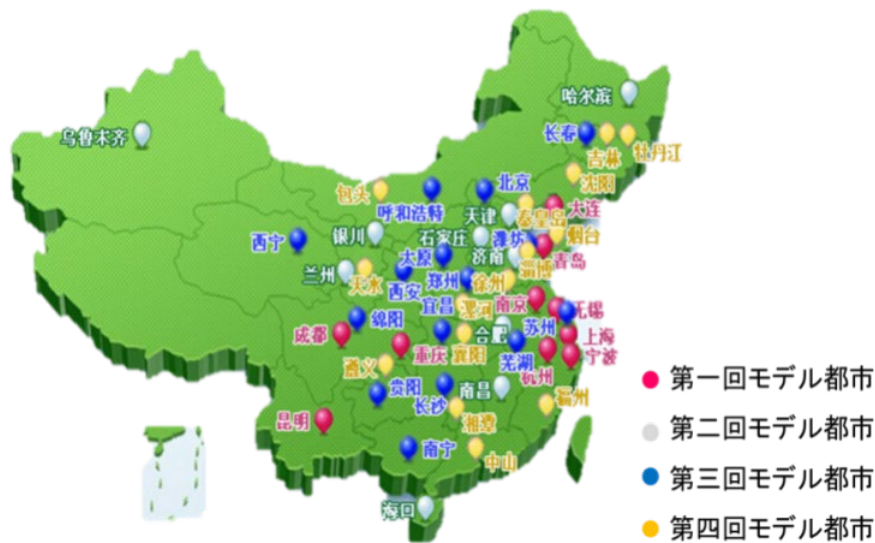 哈尔滨
长春
吉林
牡丹江
乌鲁木齐
沈阳
包头
北京
呼和浩特
天津
大连
秦皇岛
银川
石家庄
潍坊
烟台
西宁
太原
济南
青岛
淄博
兰州
天水
西安
郑州
徐州
宜昌
漯河
南京
无锡
绵阳
苏州
成都
重庆
襄阳
合肥
上海
芜湖
宁波
遵义
杭州
贵阳
长沙
南昌
福州
昆明
湘潭
南宁
中山
海口
第一回モデル都市
第二回モデル都市
第三回モデル都市
第四回モデル都市